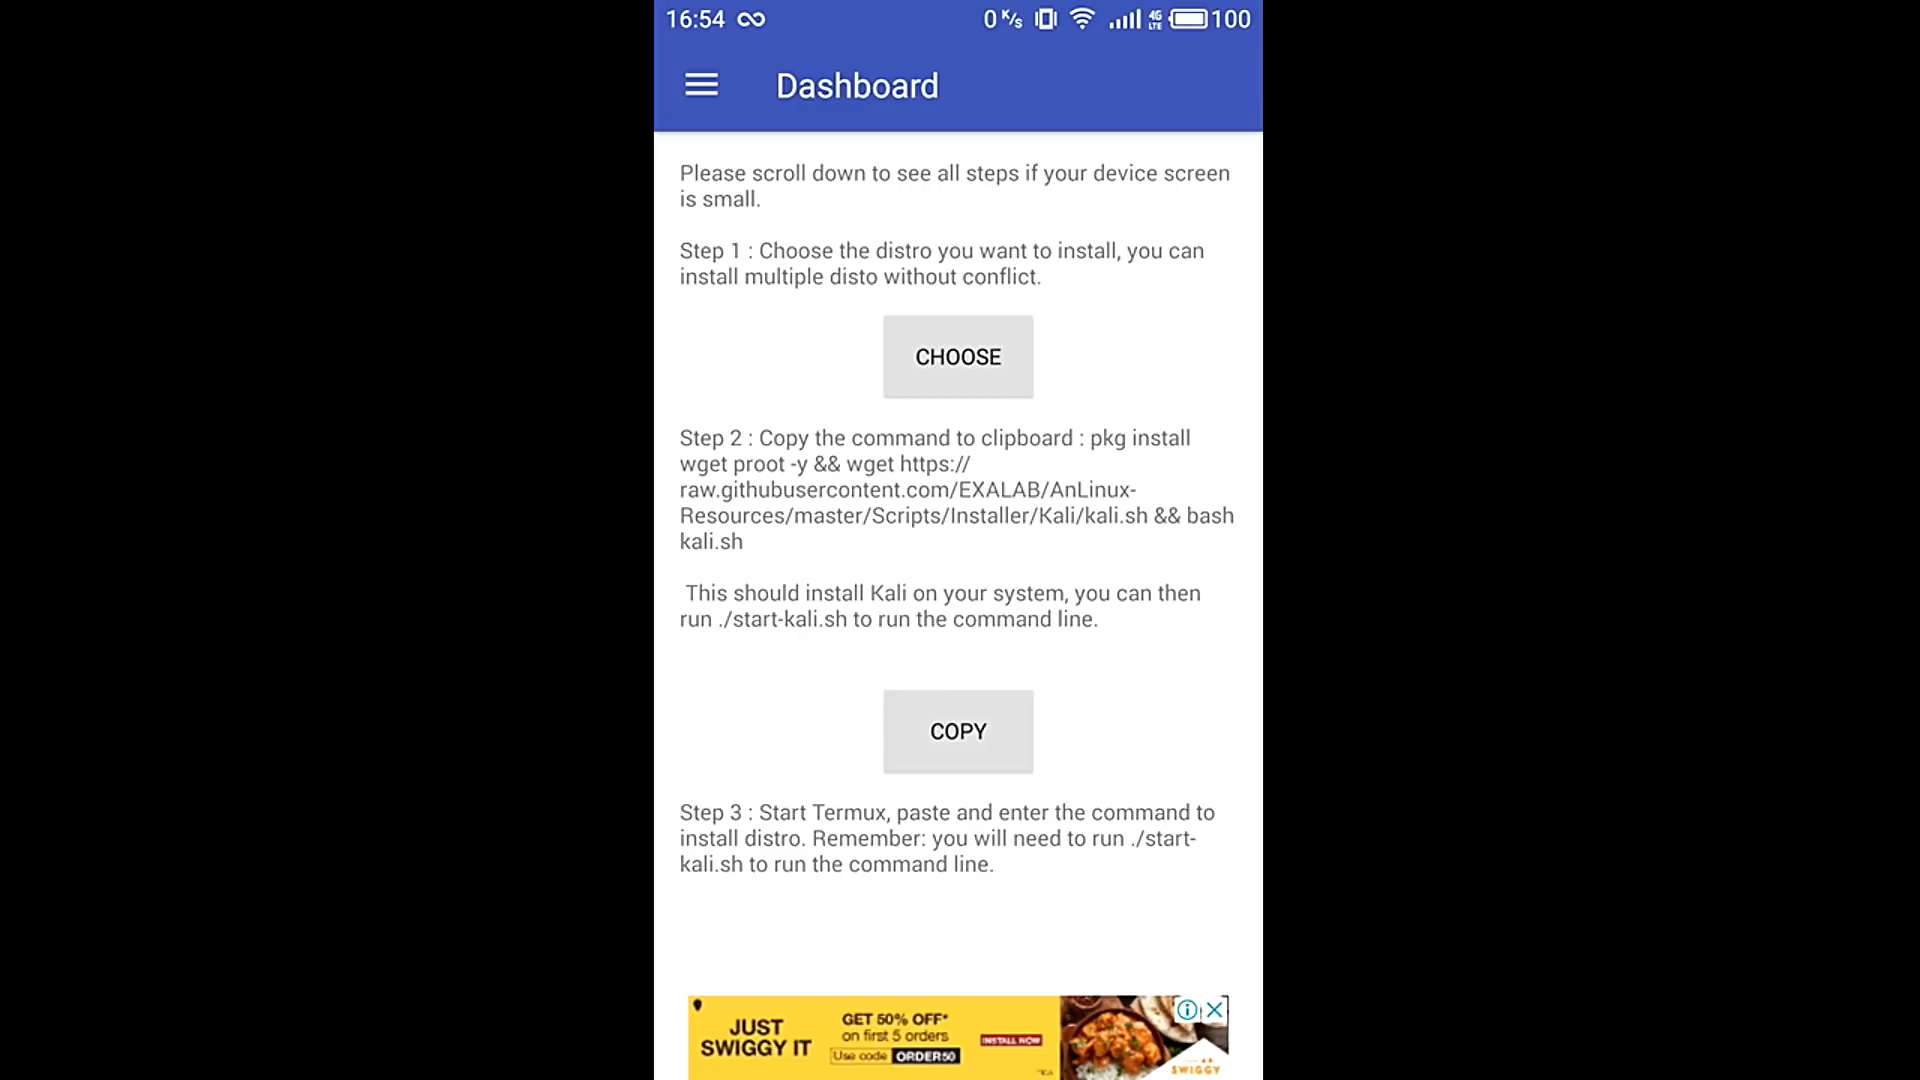 16:54 0 K/s 4G LTE 100
Dashboard
Please scroll down to see all steps if your device screen
is small.
Step 1 : Choose the distro you want to install, you can
install multiple disto without conflict.
CHOOSE
Step 2 : Copy the command to clipboard : pkg install
wget proot -y && wget https://
raw.githubusercontent.com/EXALAB/AnLinux-
Resources/master/Scripts/Installer/Kali/kali.sh && bash
kali.sh
This should install Kali on your system, you can then
run ./start-kali.sh to run the command line.
COPY
Step 3 : Start Termux, paste and enter the command to
install distro. Remember: you will need to run ./start-
kali.sh to run the command line.
JUST
SWIGGY IT
GET 50% OFF*
on first 5 orders
Use code ORDER50
INSTALL NOW
SWIGGY